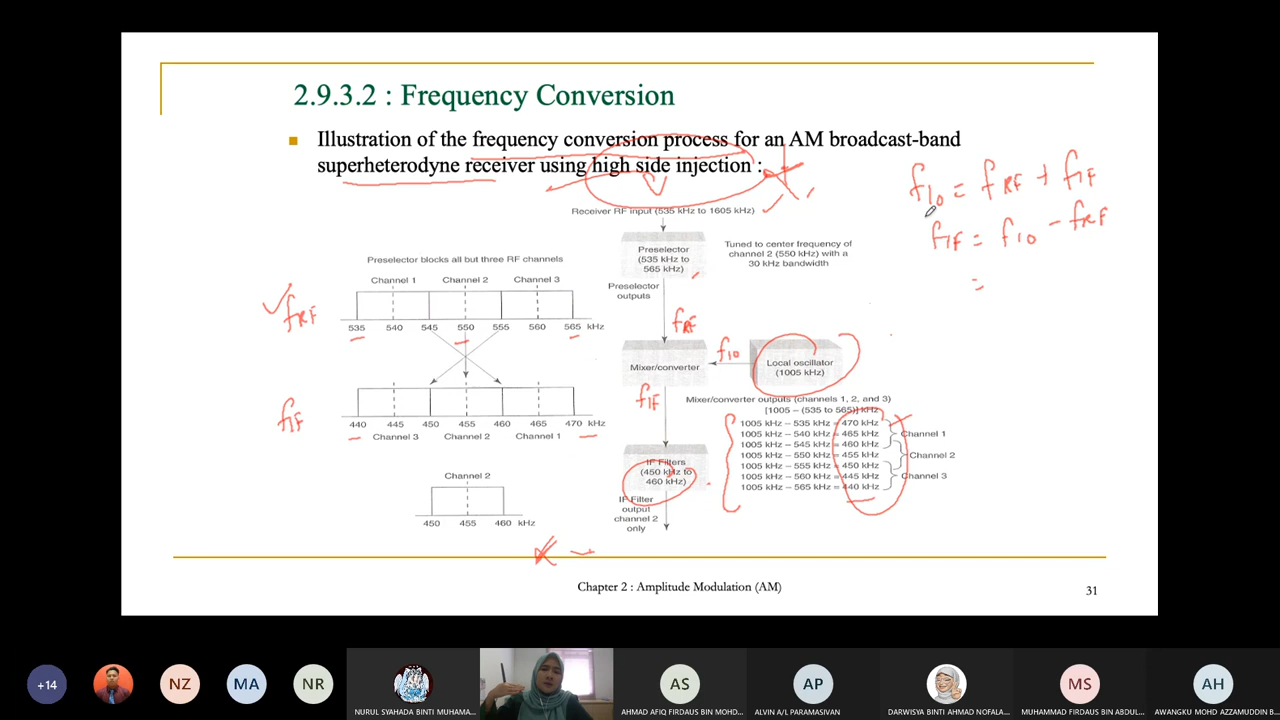 2.9.3.2 : Frequency Conversion
Illustration of the frequency conversion process for an AM broadcast-band
superheterodyne receiver using high side injection :
fLO = fRF + fIF
fIF = fLO - fRF
=
Receiver RF input (535 kHz to 1605 kHz)
Preselector
(535 kHz to
565 kHz)
Tuned to center frequency of
channel 2 (550 kHz) with a
30 kHz bandwidth
Preselector
outputs
Preselector blocks all but three RF channels
Channel 1 Channel 2 Channel 3
fRF
535 540 545 550 555 560 565 kHz
fRF
Mixer/converter
fLO
Local oscillator
(1005 kHz)
fIF
fIF
440 445 450 455 460 465 470 kHz
Channel 3 Channel 2 Channel 1
Mixer/converter outputs (channels 1, 2, and 3)
[1005 – (535 to 565)] kHz
1005 kHz – 535 kHz = 470 kHz
1005 kHz – 540 kHz = 465 kHz
Channel 1
1005 kHz – 545 kHz = 460 kHz
1005 kHz – 550 kHz = 455 kHz
Channel 2
1005 kHz – 555 kHz = 450 kHz
1005 kHz – 560 kHz = 445 kHz
Channel 3
1005 kHz – 565 kHz = 440 kHz
IF Filters
(450 kHz to
460 kHz)
IF Filter
output
channel 2
only
Channel 2
450 455 460 kHz
Chapter 2 : Amplitude Modulation (AM)
31
+14
NZ
MA
NR
NURUL SYAHADA BINTI MUHAMA...
AS
AHMAD AFIQ FIRDAUS BIN MOHD...
AP
ALVIN A/L PARAMASIVAN
DARWISYA BINTI AHMAD NOFALA...
MS
MUHAMMAD FIRDAUS BIN ABDUL...
AH
AWANGKU MOHD AZZAMUDDIN B...